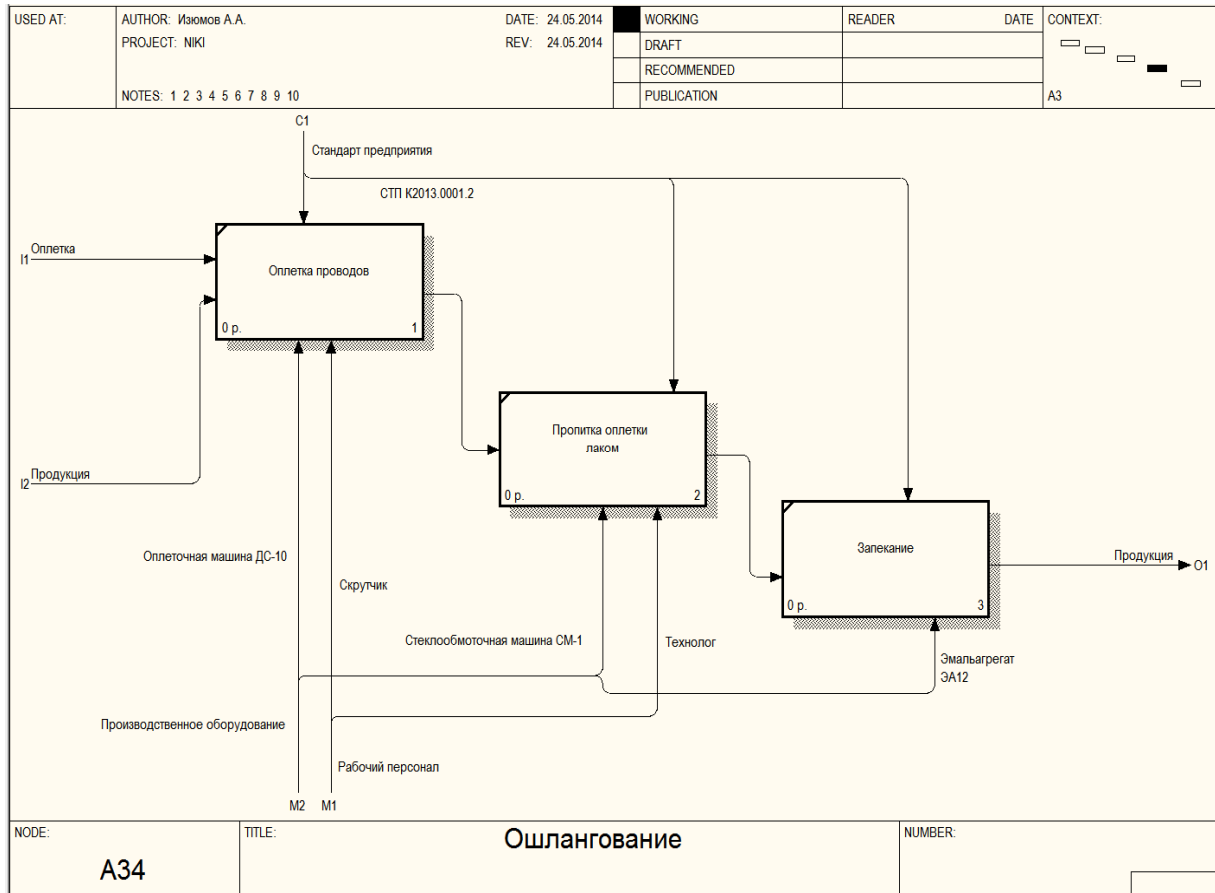 USED AT:
AUTHOR: Изюмов А.А.
DATE: 24.05.2014
PROJECT: NIKI
REV: 24.05.2014
NOTES: 1 2 3 4 5 6 7 8 9 10
WORKING
DRAFT
RECOMMENDED
PUBLICATION
READER DATE
CONTEXT:
A3
C1
Стандарт предприятия
СТП К2013.0001.2
I1 Оплетка
Оплетка проводов
0 р. 1
I2 Продукция
Пропитка оплетки
лаком
0 р. 2
Запекание
0 р. 3
Продукция
O1
Оплеточная машина ДС-10
Скрутчик
Стеклообмоточная машина СМ-1
Технолог
Эмальагрегат
ЭА12
Производственное оборудование
Рабочий персонал
M2 M1
NODE:
A34
TITLE:
Ошлангование
NUMBER: